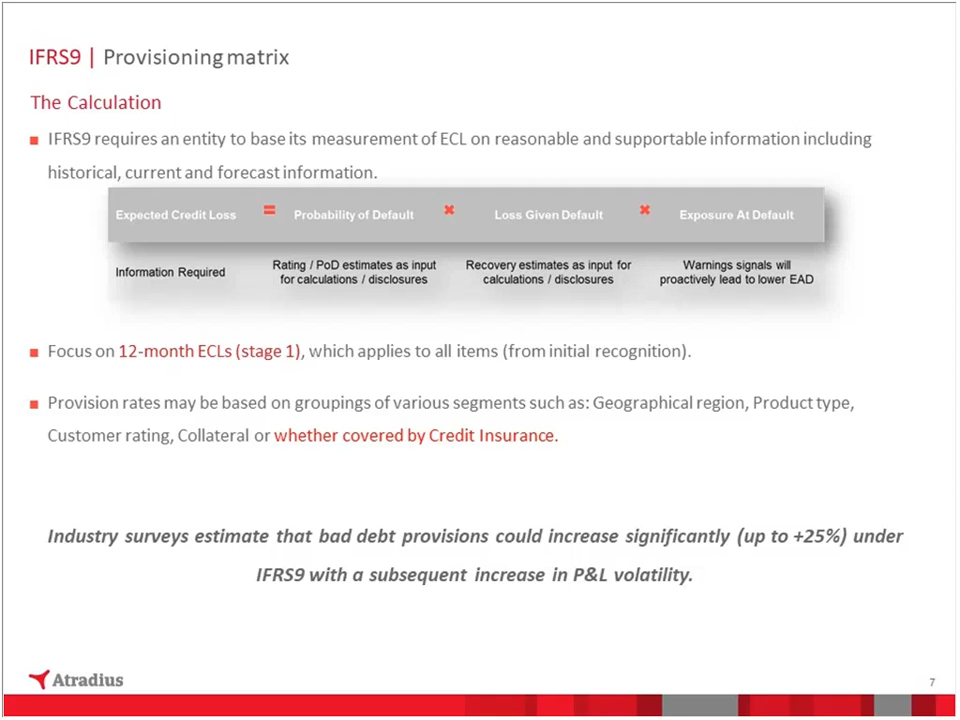 IFRS9 | Provisioning matrix
The Calculation
■ IFRS9 requires an entity to base its measurement of ECL on reasonable and supportable information including
historical, current and forecast information.
Expected Credit Loss = Probability of Default × Loss Given Default × Exposure At Default
Information Required
Rating / PoD estimates as input
for calculations / disclosures
Recovery estimates as input for
calculations / disclosures
Warnings signals will
proactively lead to lower EAD
■ Focus on 12-month ECLs (stage 1), which applies to all items (from initial recognition).
■ Provision rates may be based on groupings of various segments such as: Geographical region, Product type,
Customer rating, Collateral or whether covered by Credit Insurance.
Industry surveys estimate that bad debt provisions could increase significantly (up to +25%) under
IFRS9 with a subsequent increase in P&L volatility.
Atradius
7